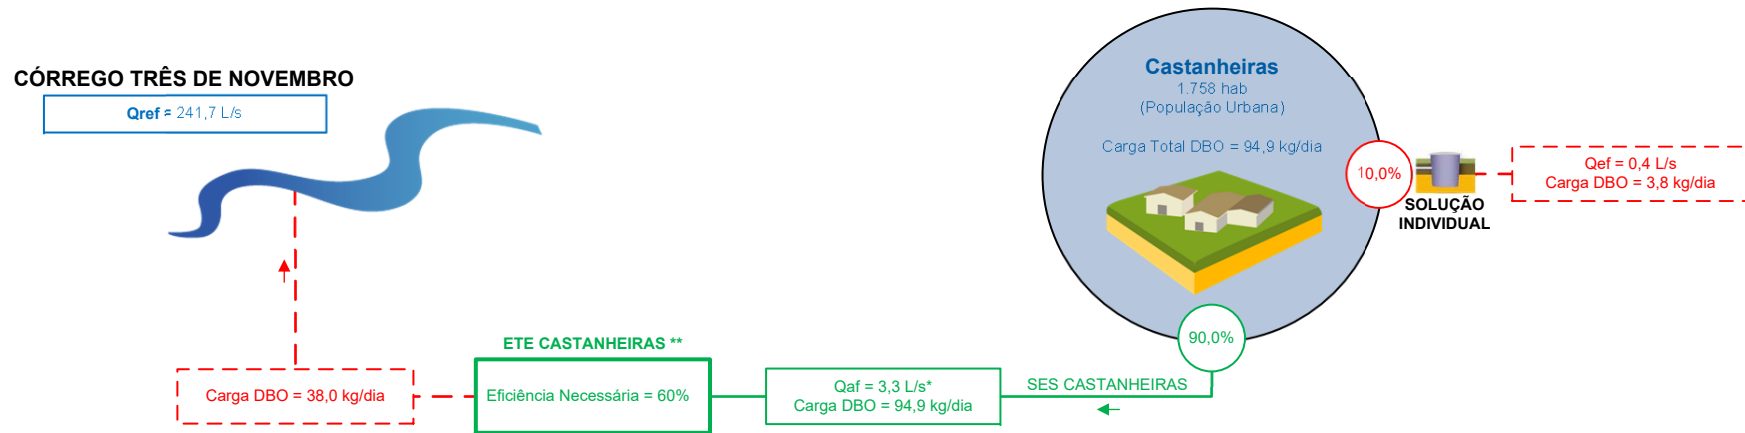 CÓRREGO TRÊS DE NOVEMBRO
Qref = 241,7 L/s
Castanheiras
1.758 hab
(População Urbana)
Carga Total DBO = 94,9 kg/dia
10,0%
SOLUÇÃO
INDIVIDUAL
Qef = 0,4 L/s
Carga DBO = 3,8 kg/dia
90,0%
SES CASTANHEIRAS
Qaf = 3,3 L/s*
Carga DBO = 94,9 kg/dia
ETE CASTANHEIRAS **
Eficiência Necessária = 60%
Carga DBO = 38,0 kg/dia